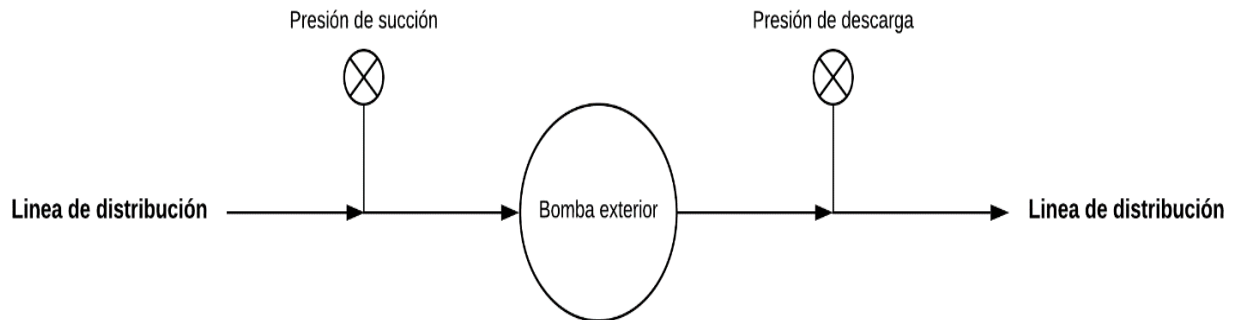 Presión de succión
Presión de descarga
Linea de distribución
Bomba exterior
Linea de distribución